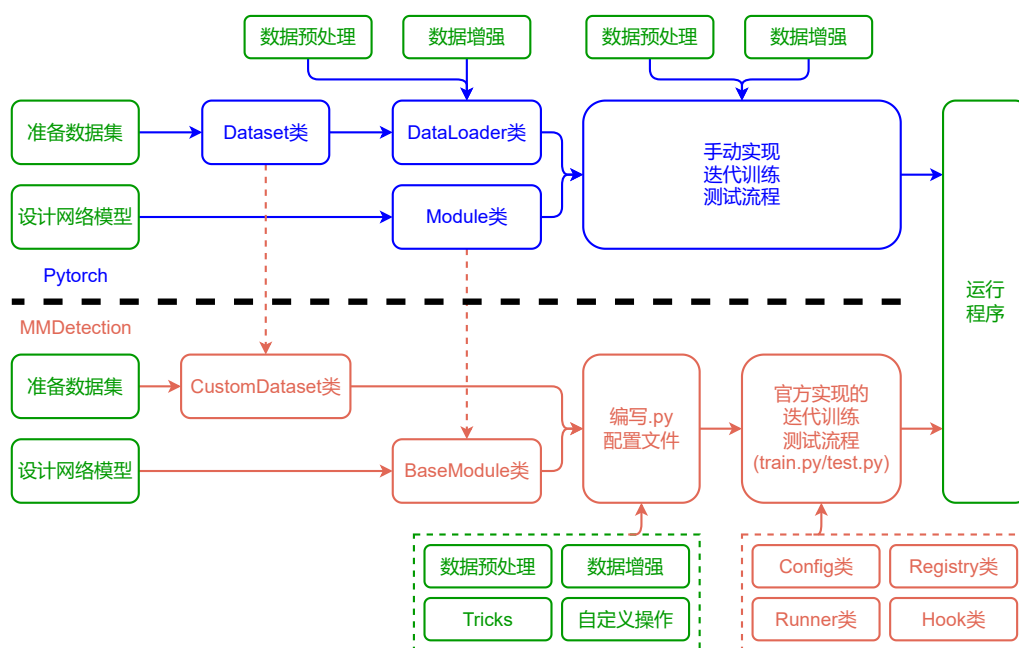 数据预处理
数据增强
数据预处理
数据增强
准备数据集
Dataset类
DataLoader类
手动实现
迭代训练
测试流程
设计网络模型
Module类
Pytorch
运行
程序
MMDetection
准备数据集
CustomDataset类
编写.py
配置文件
官方实现的
迭代训练
测试流程
(train.py/test.py)
设计网络模型
BaseModule类
数据预处理
数据增强
Config类
Registry类
Tricks
自定义操作
Runner类
Hook类